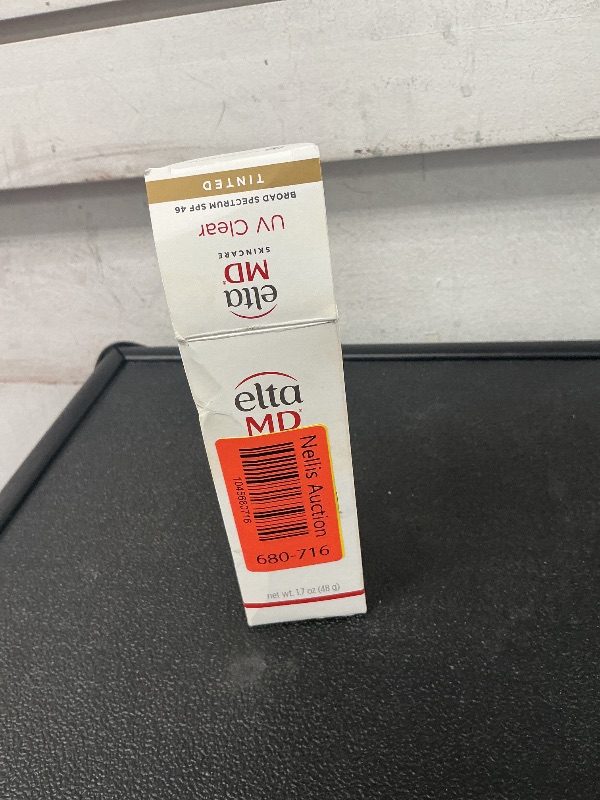 TINTED
BROAD SPECTRUM SPF 46
UV Clear
SKINCARE
MD
elta
elta
MD
Nellis Auction
1045680716
680-716
net wt. 1.7 oz (48 g)